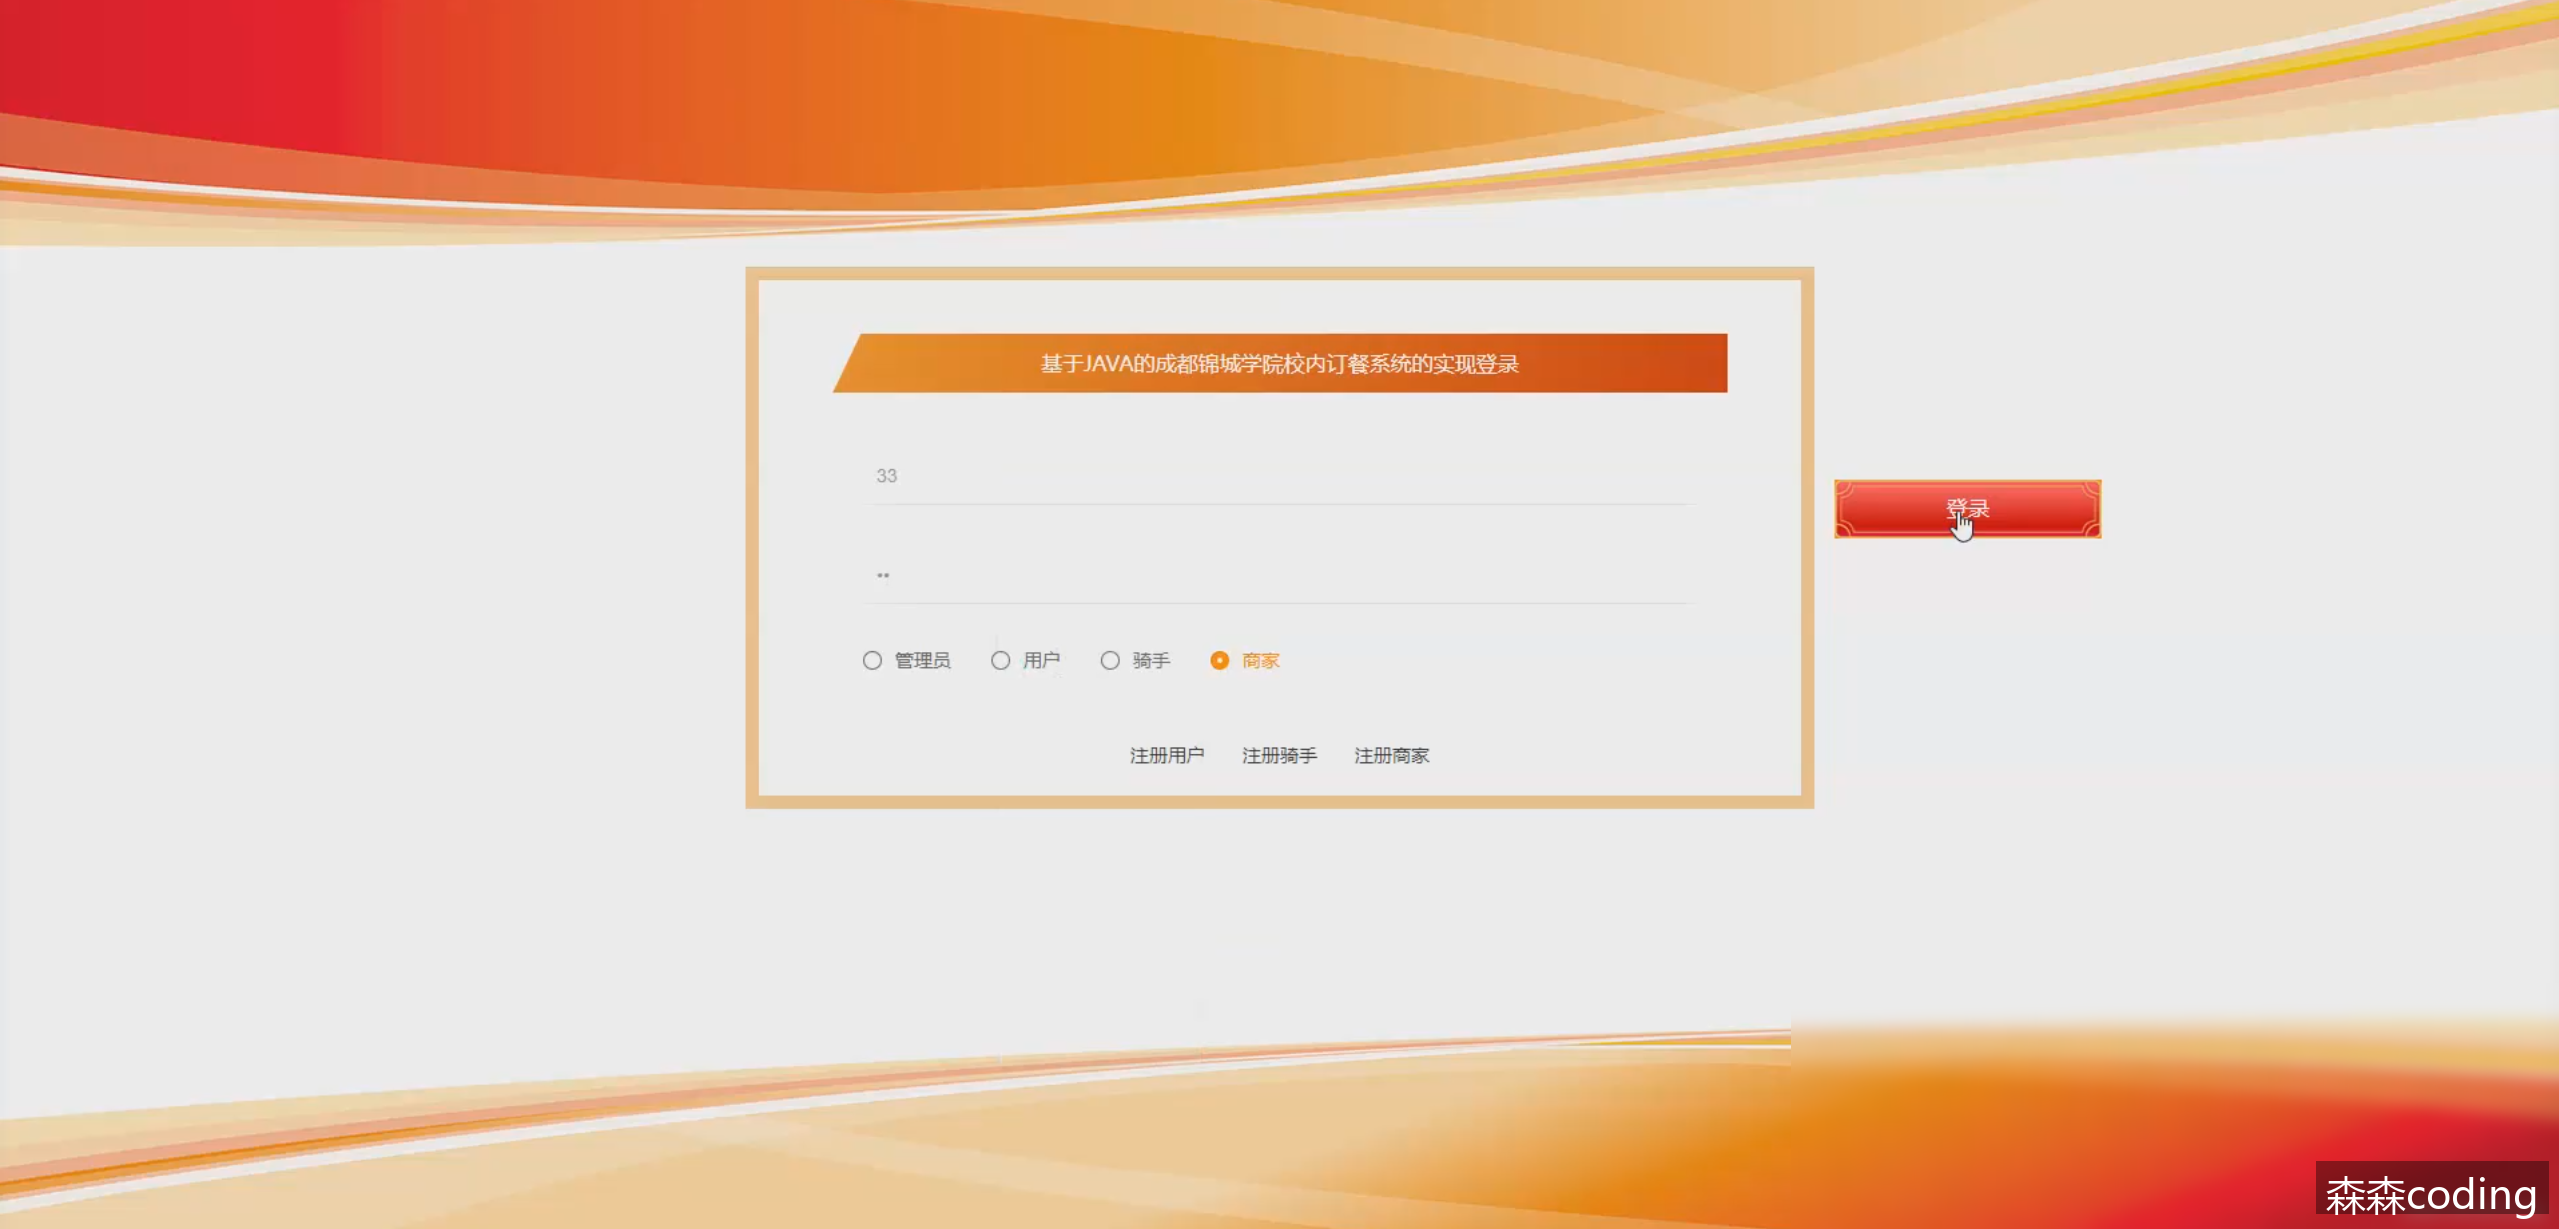 基于JAVA的成都锦城学院校内订餐系统的实现登录
33
登录
••
管理员 用户 骑手 商家
注册用户 注册骑手 注册商家
森森coding